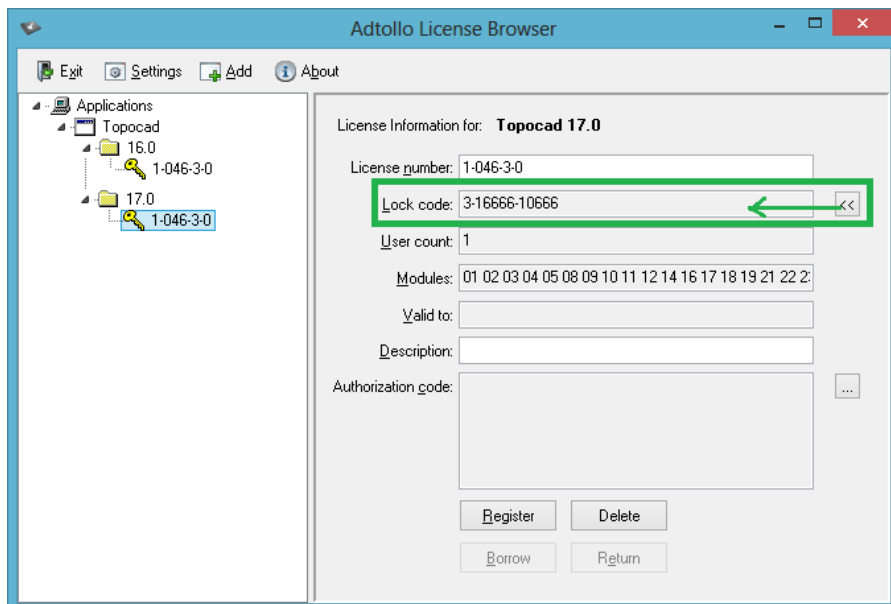 Adtollo License Browser
Exit Settings Add About
Applications
Topocad
16.0
1-046-3-0
17.0
1-046-3-0
License Information for: Topocad 17.0
License number: 1-046-3-0
Lock code: 3-16666-10666 <<
User count: 1
Modules: 01 02 03 04 05 08 09 10 11 12 14 16 17 18 19 21 22 2
Valid to:
Description:
Authorization code: ...
Register Delete
Borrow Return